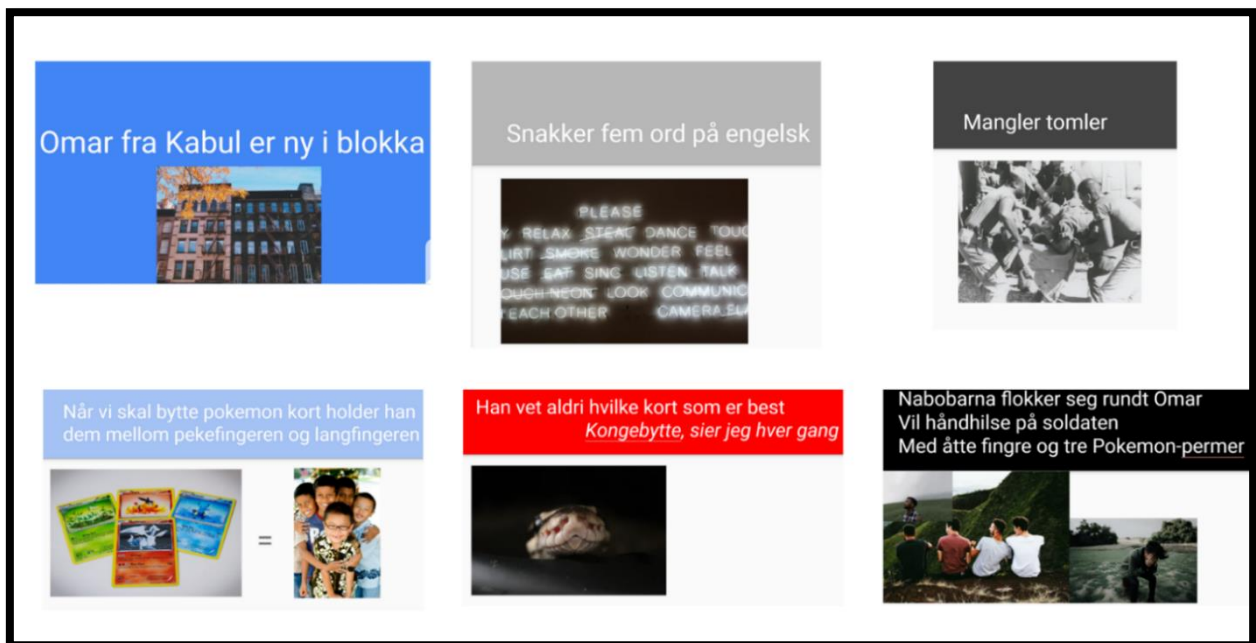 Omar fra Kabul er ny i blokka
Snakker fem ord på engelsk
PLEASE
RELAX STEAL DANCE
SMOKE WONDER FEEL
USE EAT SING LISTEN TALK
NEON LOOK
EACH OTHER CAMERA
Mangler tomler
Når vi skal bytte pokemon kort holder han
dem mellom pekefingeren og langfingeren
=
Han vet aldri hvilke kort som er best
Kongebytte, sier jeg hver gang
Nabobarna flokker seg rundt Omar
Vil håndhilse på soldaten
Med åtte fingre og tre Pokemon-permer